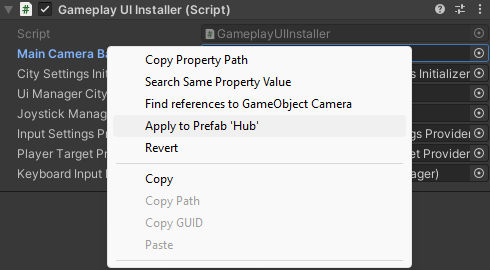 Gameplay UI Installer (Script)
Script
GameplayUIInstaller
Main Camera Ba
Copy Property Path
City Settings Init
s Initializer
Search Same Property Value
Ui Manager City
Find references to GameObject Camera
Joystick Manag
Apply to Prefab 'Hub'
Input Settings Pr
gs Provider
Revert
Player Target Pr
et Provider
Keyboard Input
ager)
Copy
Copy Path
Copy GUID
Paste